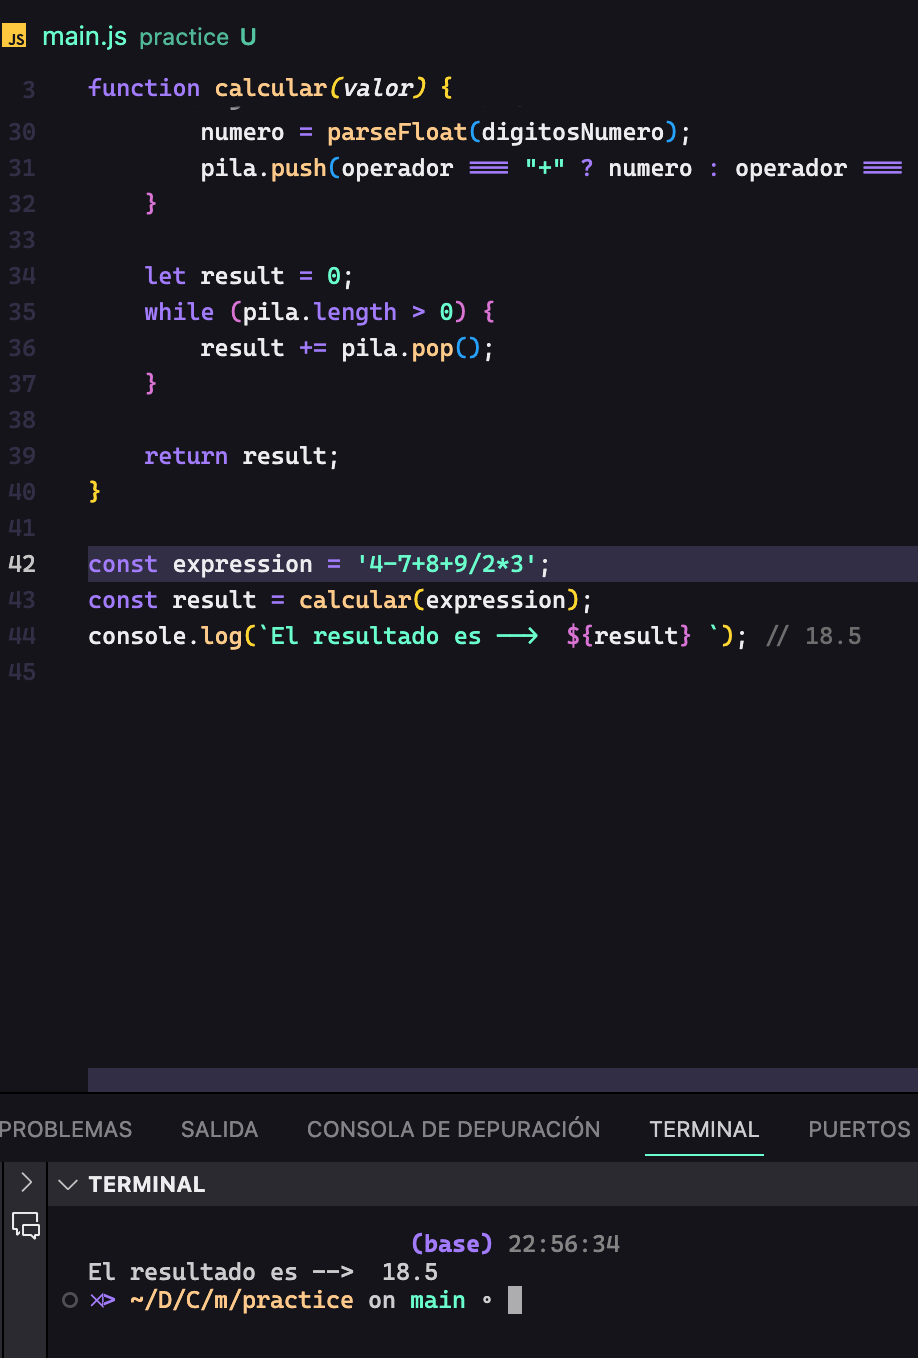 JS main.js practice U
3 function calcular(valor) {
30 numero = parseFloat(digitosNumero);
31 pila.push(operador === "+" ? numero : operador ===
32 }
33
34 let result = 0;
35 while (pila.length > 0) {
36 result += pila.pop();
37 }
38
39 return result;
40 }
41
42 const expression = '4-7+8+9/2*3';
43 const result = calcular(expression);
44 console.log(`El resultado es -->  ${result} `); // 18.5
45
PROBLEMAS SALIDA CONSOLA DE DEPURACIÓN TERMINAL PUERTOS
TERMINAL
(base) 22:56:34
El resultado es -->  18.5
~/D/C/m/practice on main